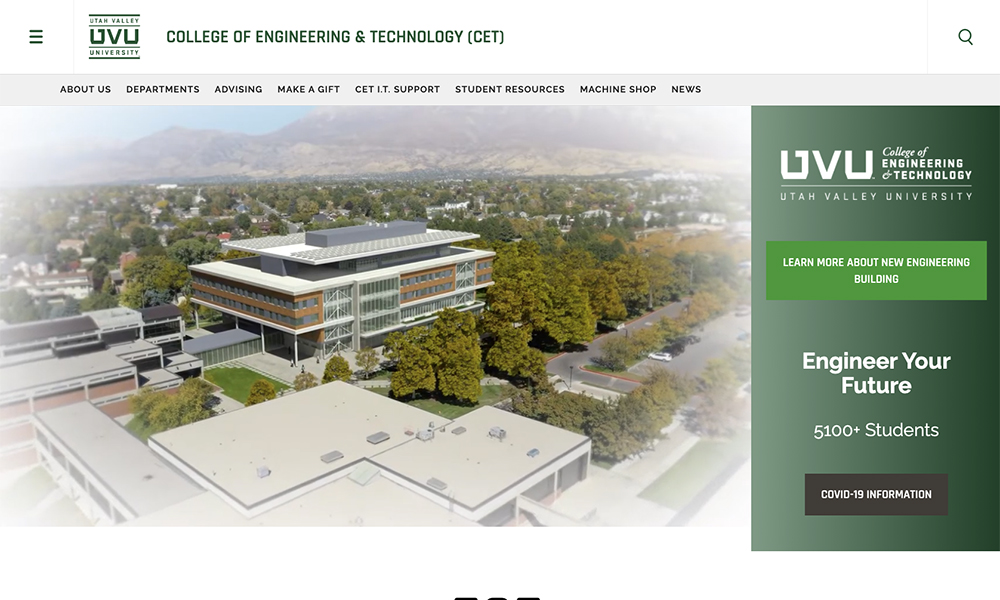 UTAH VALLEY
UVU
UNIVERSITY
COLLEGE OF ENGINEERING & TECHNOLOGY (CET)
ABOUT US DEPARTMENTS ADVISING MAKE A GIFT CET I.T. SUPPORT STUDENT RESOURCES MACHINE SHOP NEWS
UVU College of
ENGINEERING
& TECHNOLOGY
UTAH VALLEY UNIVERSITY
LEARN MORE ABOUT NEW ENGINEERING
BUILDING
Engineer Your
Future
5100+ Students
COVID-19 INFORMATION